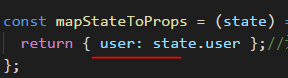 const mapStateToProps = (state) =
return { user: state.user };//
};